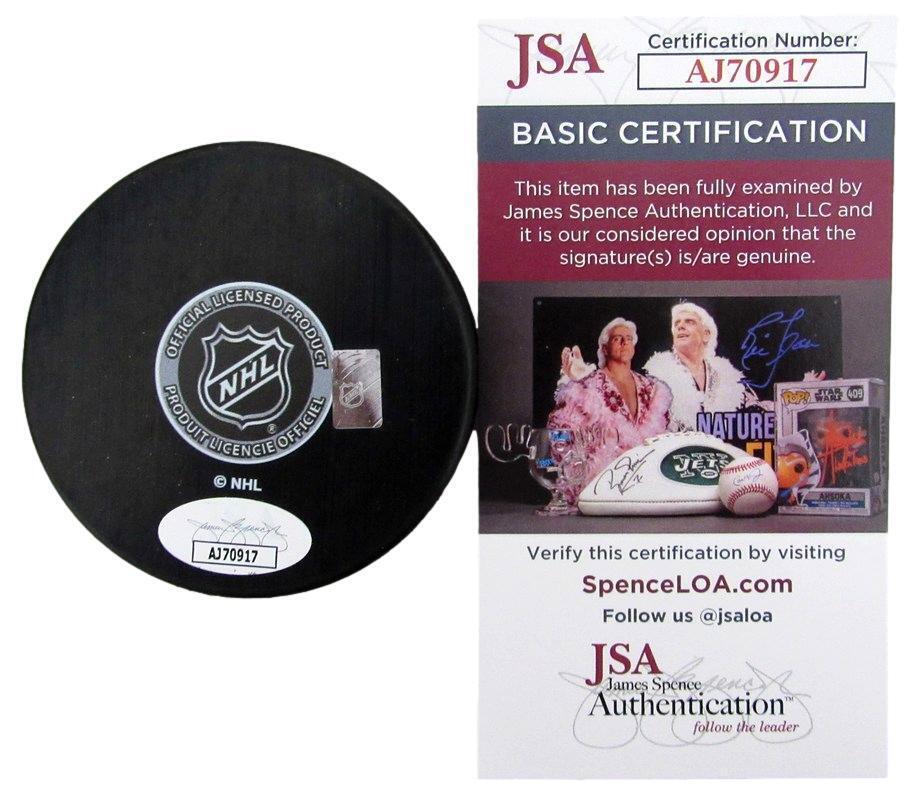 OFFICIAL LICENSED PRODUCT
NHL
®
PRODUIT LICENCIE OFFICIEL
© NHL
AJ70917
JSA
Certification Number:
AJ70917
BASIC CERTIFICATION
This item has been fully examined by
James Spence Authentication, LLC and
it is our considered opinion that the
signature(s) is/are genuine.
NATURE
JETS
POP!
STAR WARS
409
AHSOKA
Verify this certification by visiting
SpenceLOA.com
Follow us @jsaloa
JSA
James Spence
Authentication™
follow the leader